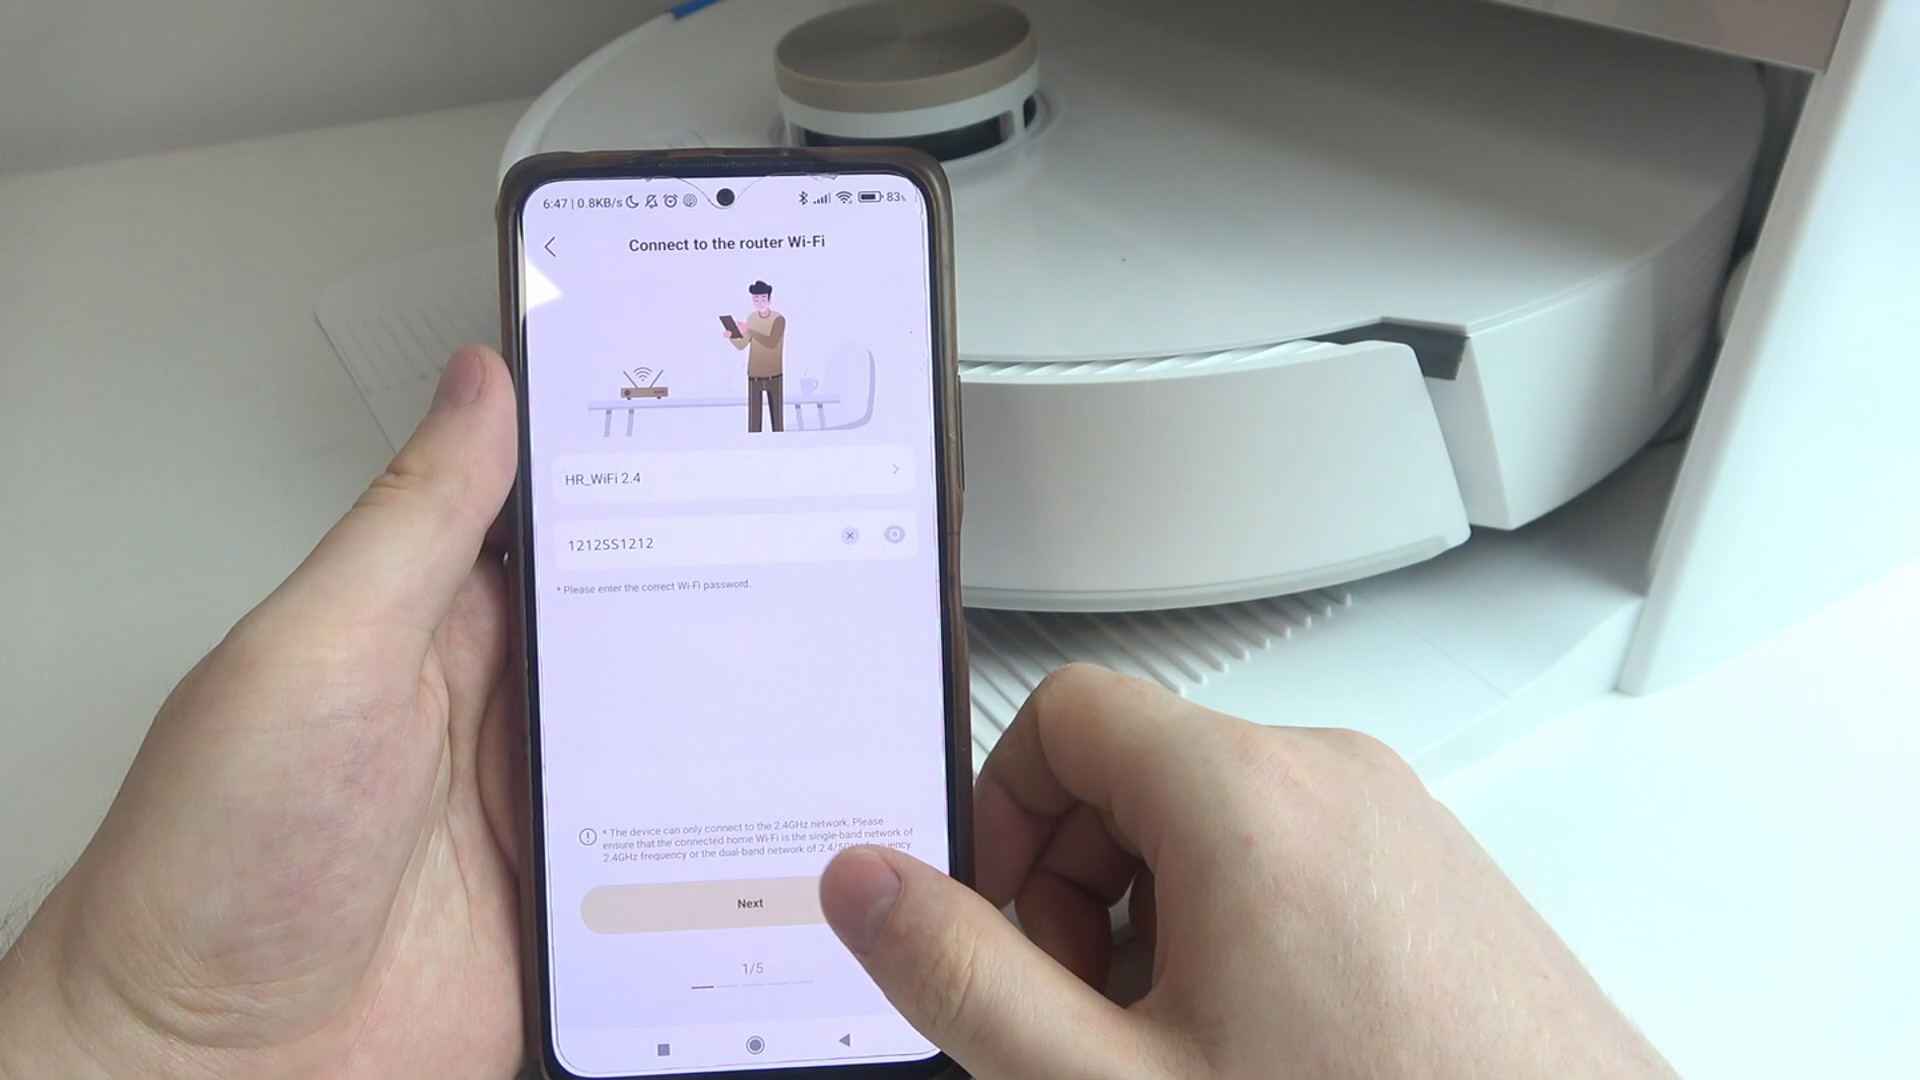 6:47 | 0.8KB/s
83%
Connect to the router Wi-Fi
HR_WiFi 2.4
1212SS1212
* Please enter the correct Wi-Fi password.
* The device can only connect to the 2.4GHz network. Please
ensure that the connected home Wi-Fi is the single-band network of
2.4GHz frequency or the dual-band network of 2.4/5GHz frequency.
Next
1/5